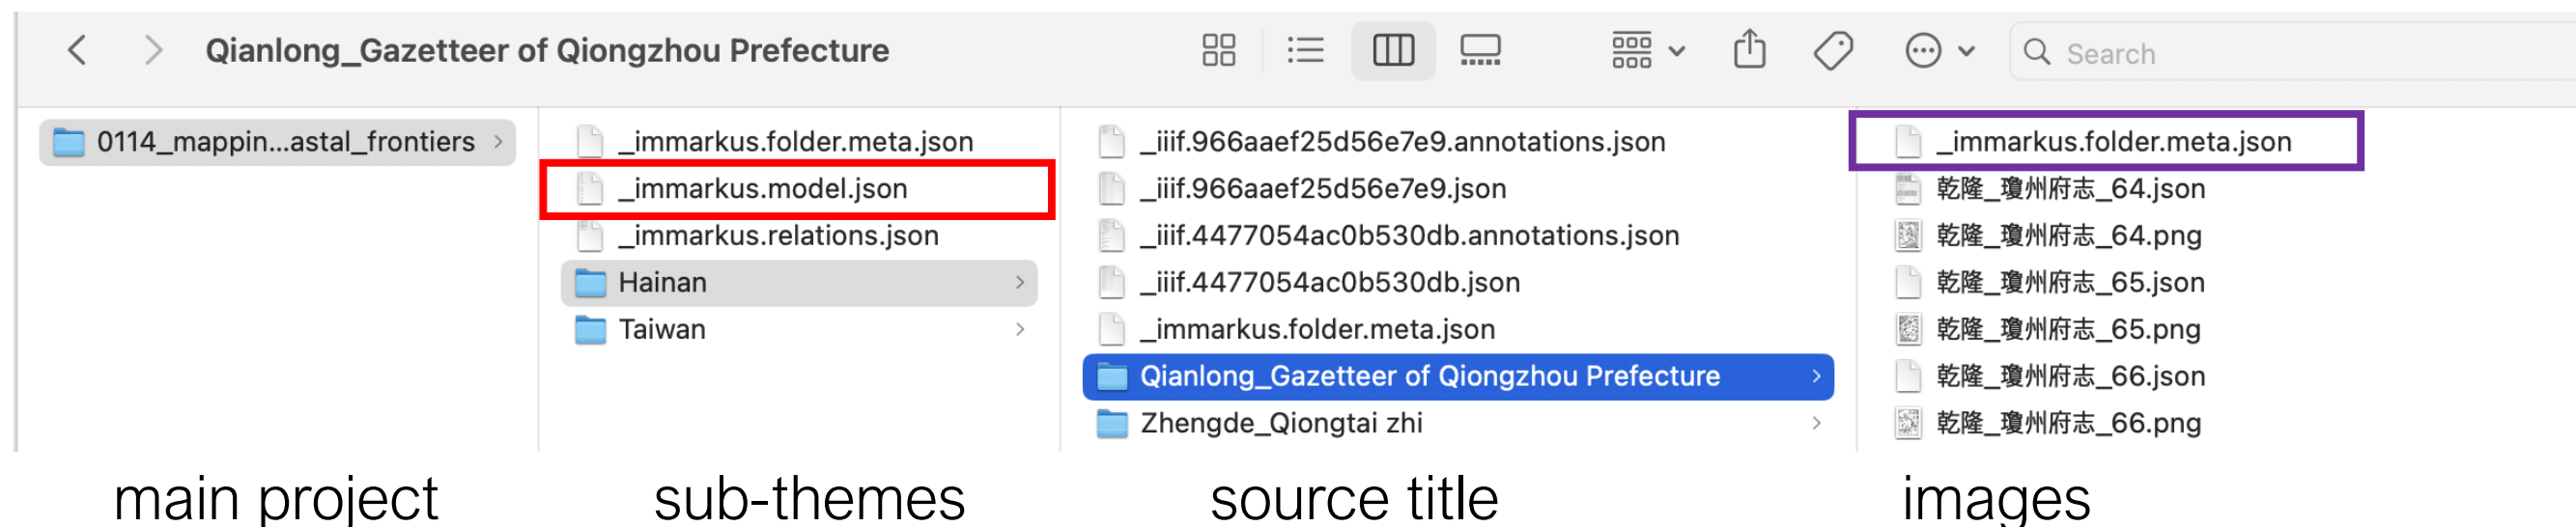 Qianlong_Gazetteer of Qiongzhou Prefecture
Search
0114_mappin...astal_frontiers
_immarkus.folder.meta.json
_immarkus.model.json
_immarkus.relations.json
Hainan
Taiwan
_iiif.966aaef25d56e7e9.annotations.json
_iiif.966aaef25d56e7e9.json
_iiif.4477054ac0b530db.annotations.json
_iiif.4477054ac0b530db.json
_immarkus.folder.meta.json
Qianlong_Gazetteer of Qiongzhou Prefecture
Zhengde_Qiongtai zhi
_immarkus.folder.meta.json
乾隆_瓊州府志_64.json
乾隆_瓊州府志_64.png
乾隆_瓊州府志_65.json
乾隆_瓊州府志_65.png
乾隆_瓊州府志_66.json
乾隆_瓊州府志_66.png
main project
sub-themes
source title
images